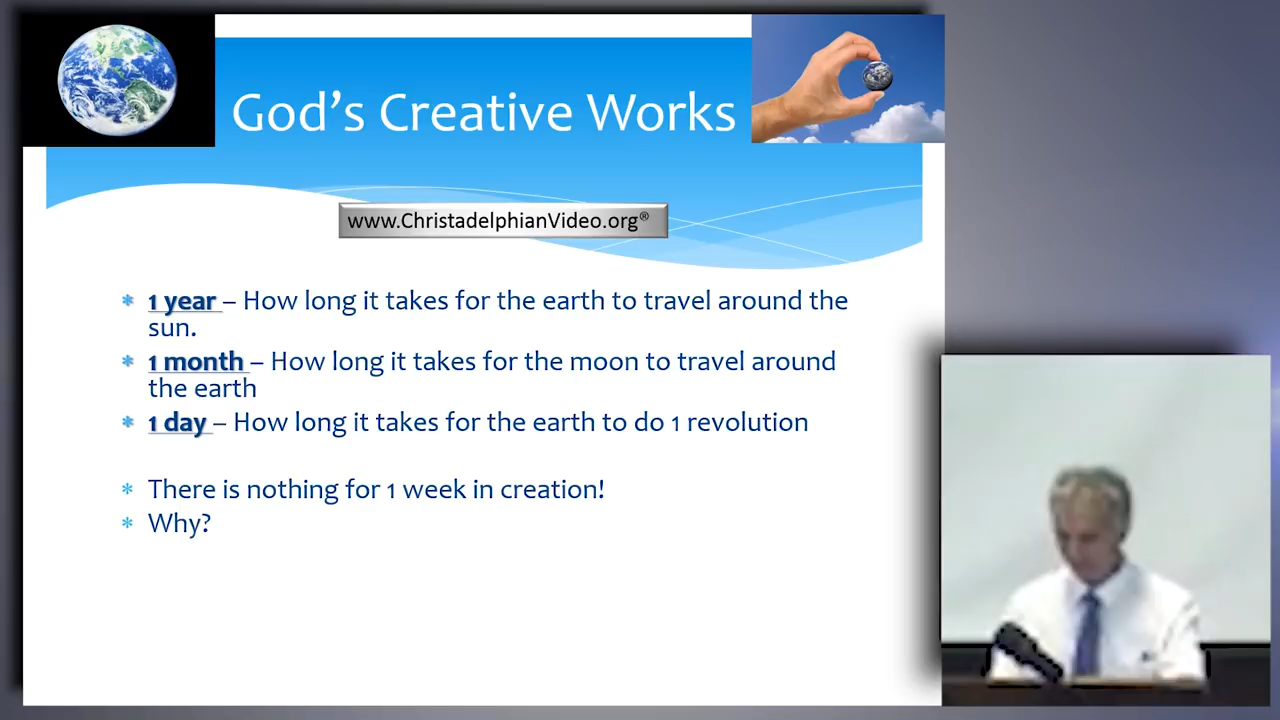 God's Creative Works
www.ChristadelphianVideo.org®
1 year – How long it takes for the earth to travel around the
sun.
1 month – How long it takes for the moon to travel around
the earth
1 day – How long it takes for the earth to do 1 revolution
There is nothing for 1 week in creation!
Why?